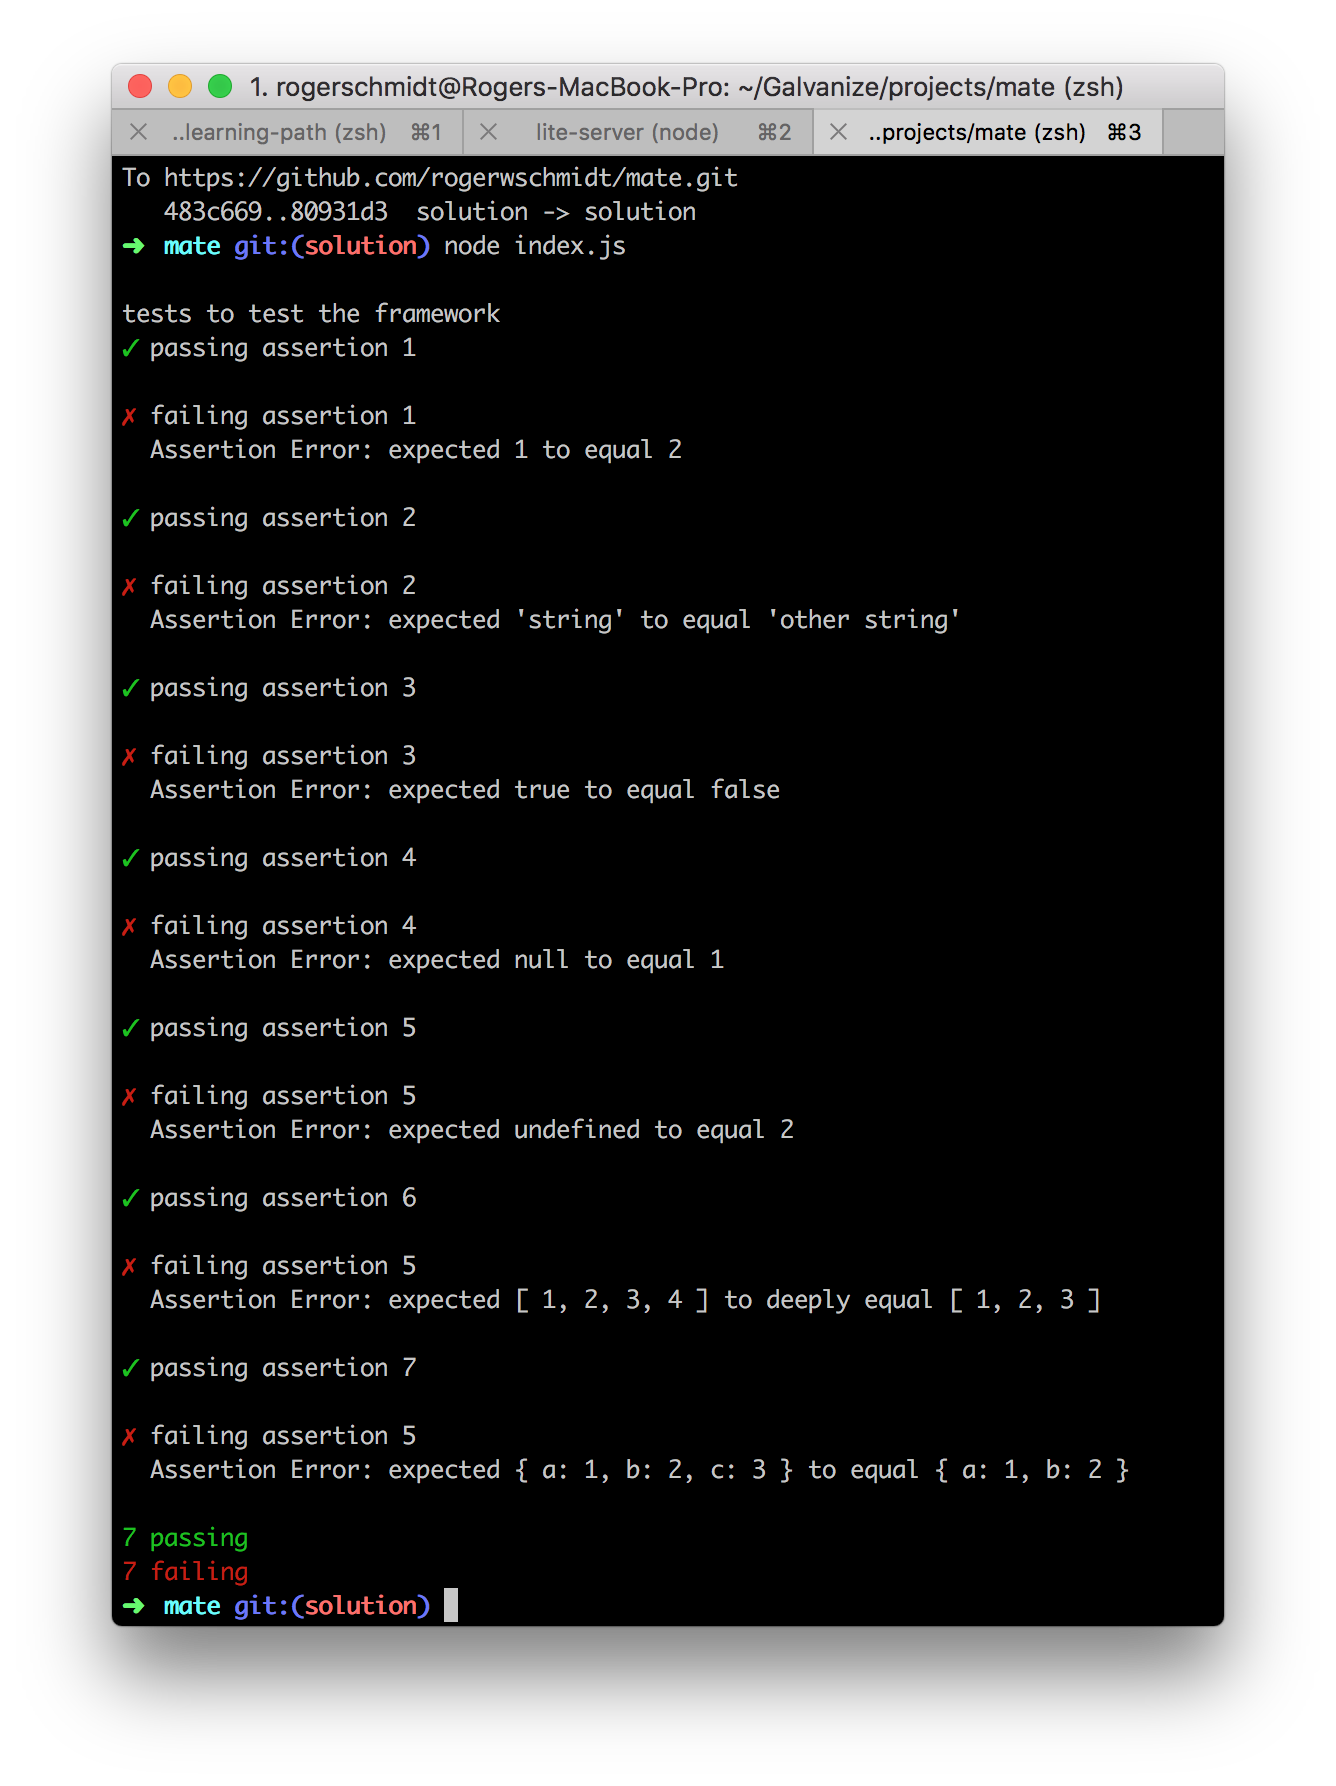 1. rogerschmidt@Rogers-MacBook-Pro: ~/Galvanize/projects/mate (zsh)
..learning-path (zsh) ⌘1 lite-server (node) ⌘2 ..projects/mate (zsh) ⌘3
To https://github.com/rogerwschmidt/mate.git
483c669..80931d3 solution -> solution
➜ mate git:(solution) node index.js
tests to test the framework
✓ passing assertion 1
✗ failing assertion 1
Assertion Error: expected 1 to equal 2
✓ passing assertion 2
✗ failing assertion 2
Assertion Error: expected 'string' to equal 'other string'
✓ passing assertion 3
✗ failing assertion 3
Assertion Error: expected true to equal false
✓ passing assertion 4
✗ failing assertion 4
Assertion Error: expected null to equal 1
✓ passing assertion 5
✗ failing assertion 5
Assertion Error: expected undefined to equal 2
✓ passing assertion 6
✗ failing assertion 5
Assertion Error: expected [ 1, 2, 3, 4 ] to deeply equal [ 1, 2, 3 ]
✓ passing assertion 7
✗ failing assertion 5
Assertion Error: expected { a: 1, b: 2, c: 3 } to equal { a: 1, b: 2 }
7 passing
7 failing
➜ mate git:(solution)